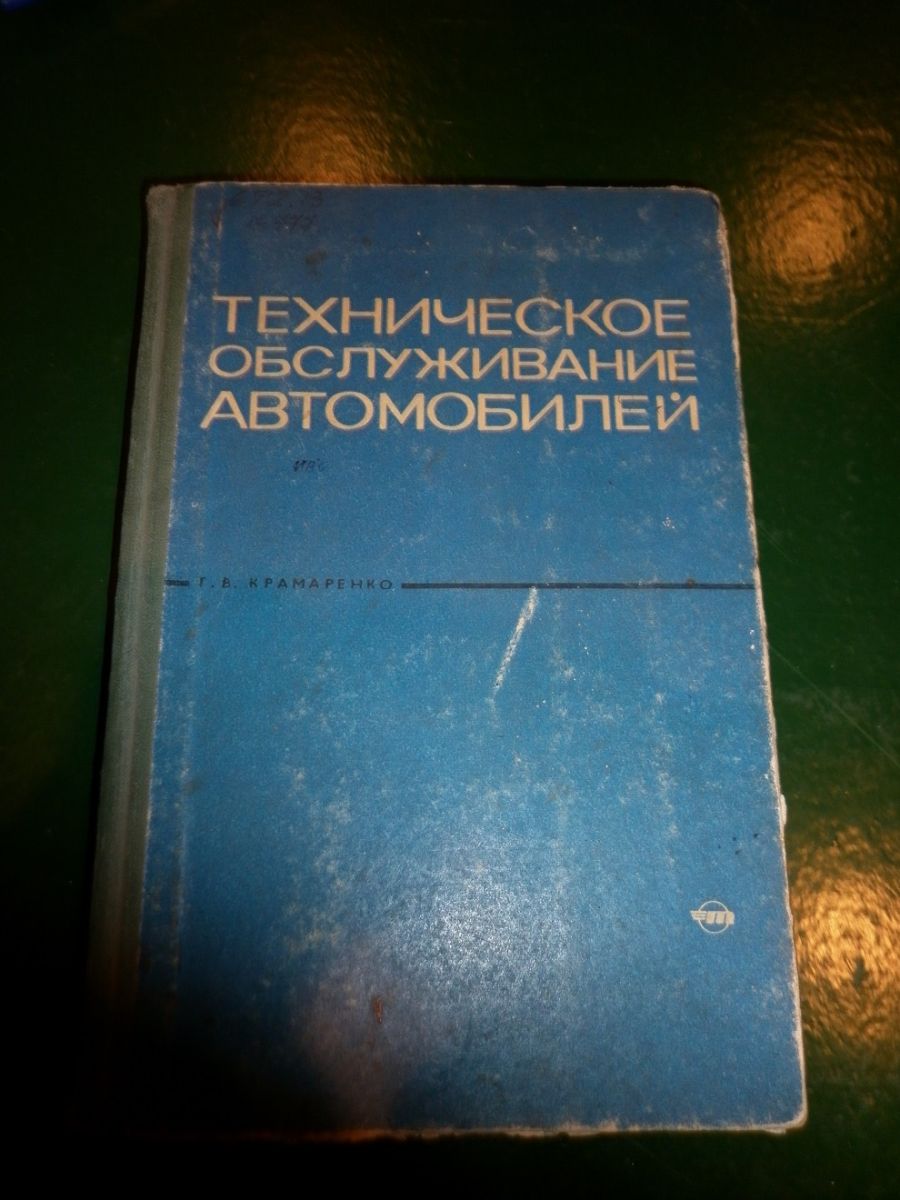 ТЕХНИЧЕСКОЕ
ОБСЛУЖИВАНИЕ
АВТОМОБИЛЕЙ
Г. В. КРАМАРЕНКО